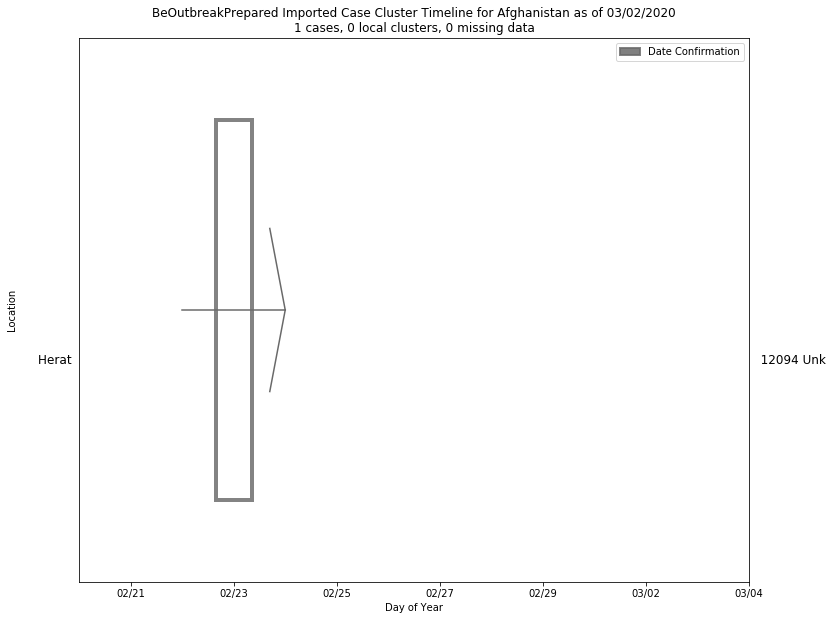 BeOutbreakPrepared Imported Case Cluster Timeline for Afghanistan as of 03/02/2020
1 cases, 0 local clusters, 0 missing data
Date Confirmation
Location
Herat
12094 Unk
02/21 02/23 02/25 02/27 02/29 03/02 03/04
Day of Year